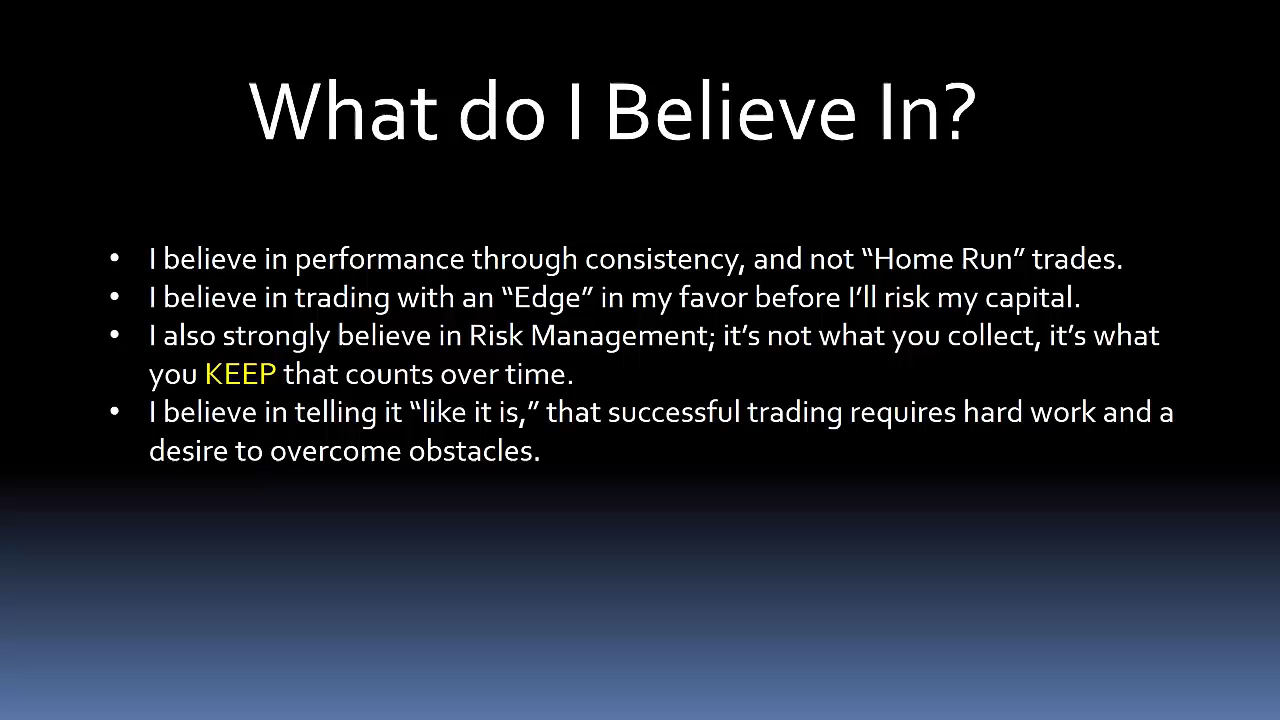 What do I Believe In?
• I believe in performance through consistency, and not “Home Run” trades.
• I believe in trading with an “Edge” in my favor before I’ll risk my capital.
• I also strongly believe in Risk Management; it’s not what you collect, it’s what
you KEEP that counts over time.
• I believe in telling it “like it is,” that successful trading requires hard work and a
desire to overcome obstacles.